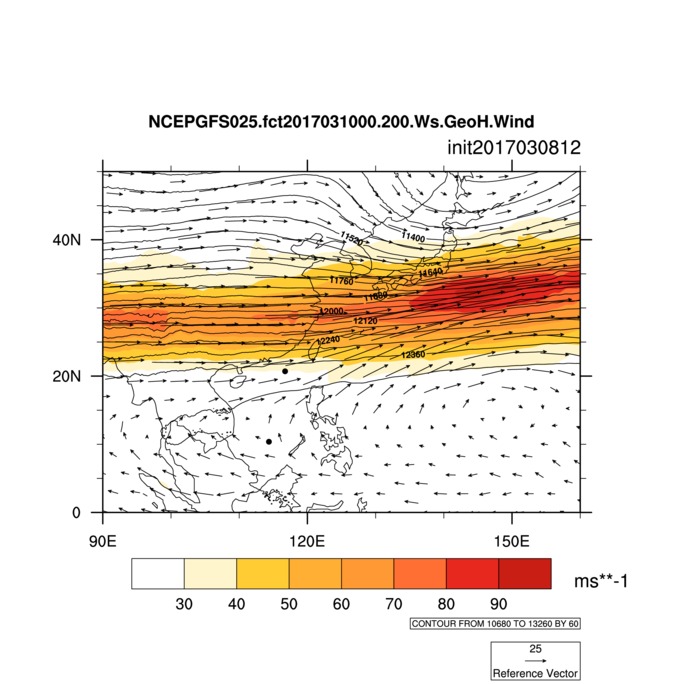 NCEPGFS025.fct2017031000.200.Ws.GeoH.Wind
init2017030812
40N
20N
0
11520
11400
11640
11760
11880
12000
12120
12240
12360
90E
120E
150E
30 40 50 60 70 80 90
ms**-1
CONTOUR FROM 10680 TO 13260 BY 60
25
Reference Vector